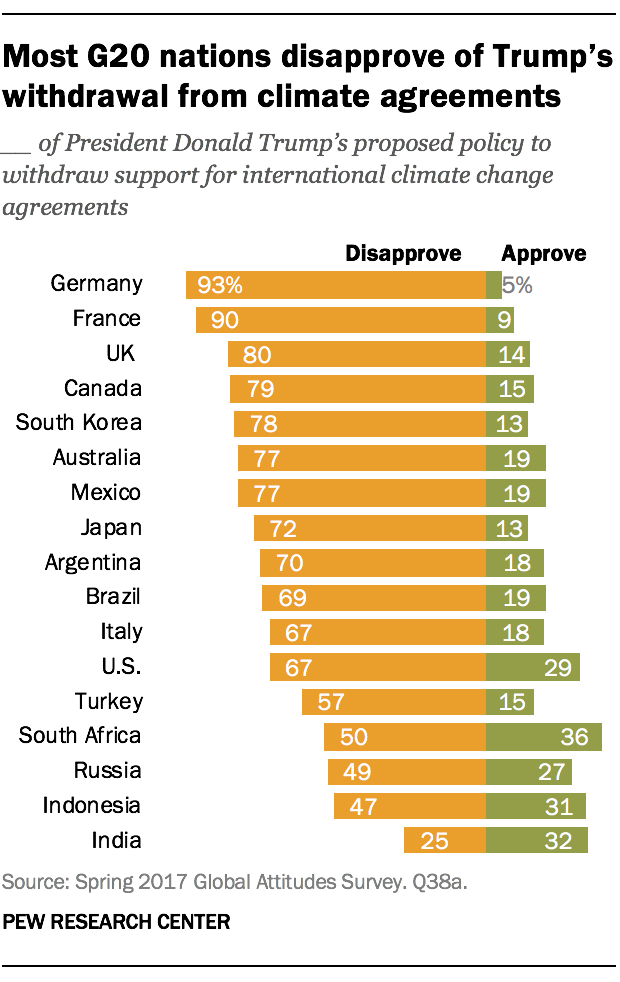 Most G20 nations disapprove of Trump's
withdrawal from climate agreements
__ of President Donald Trump's proposed policy to
withdraw support for international climate change
agreements
Disapprove Approve
Germany 93% 5%
France 90 9
UK 80 14
Canada 79 15
South Korea 78 13
Australia 77 19
Mexico 77 19
Japan 72 13
Argentina 70 18
Brazil 69 19
Italy 67 18
U.S. 67 29
Turkey 57 15
South Africa 50 36
Russia 49 27
Indonesia 47 31
India 25 32
Source: Spring 2017 Global Attitudes Survey. Q38a.
PEW RESEARCH CENTER